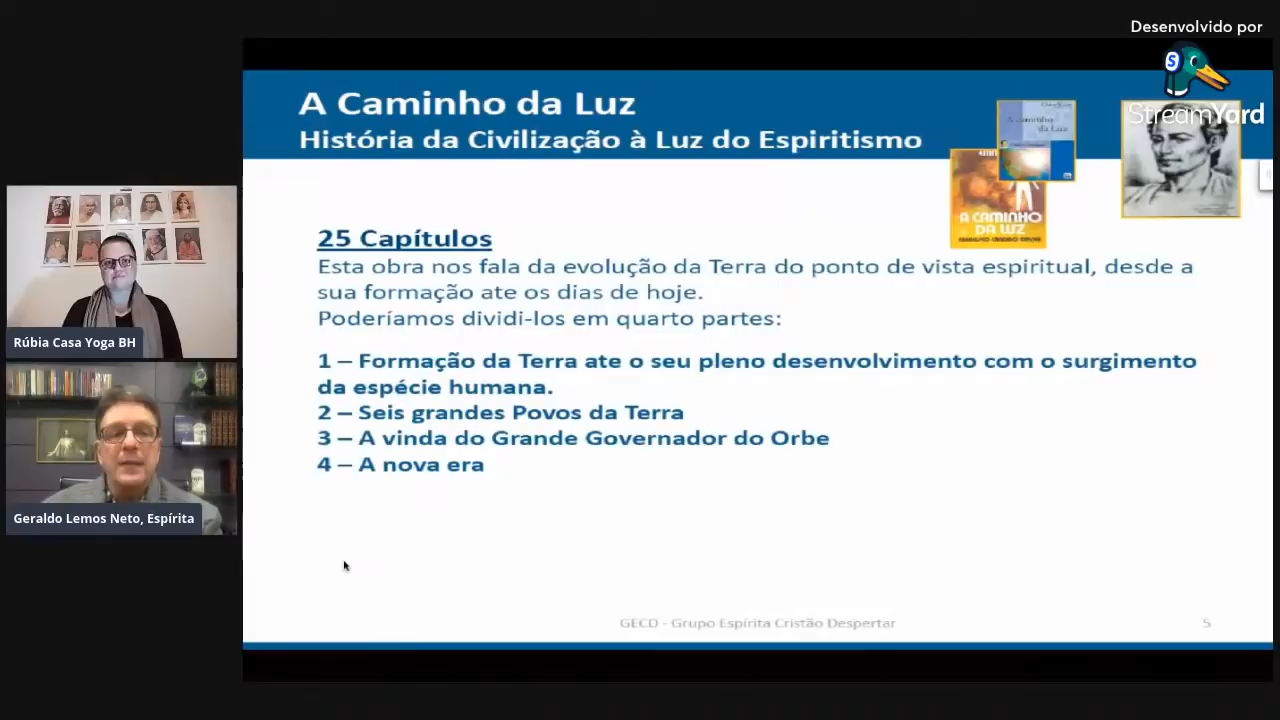 Desenvolvido por
StreamYard
A Caminho da Luz
História da Civilização à Luz do Espiritismo
A CAMINHO
DA LUZ
25 Capítulos
Esta obra nos fala da evolução da Terra do ponto de vista espiritual, desde a
sua formação ate os dias de hoje.
Poderíamos dividi-los em quarto partes:
1 – Formação da Terra ate o seu pleno desenvolvimento com o surgimento
da espécie humana.
2 – Seis grandes Povos da Terra
3 – A vinda do Grande Governador do Orbe
4 – A nova era
GECD - Grupo Espírita Cristão Despertar
5
Rúbia Casa Yoga BH
Geraldo Lemos Neto, Espírita